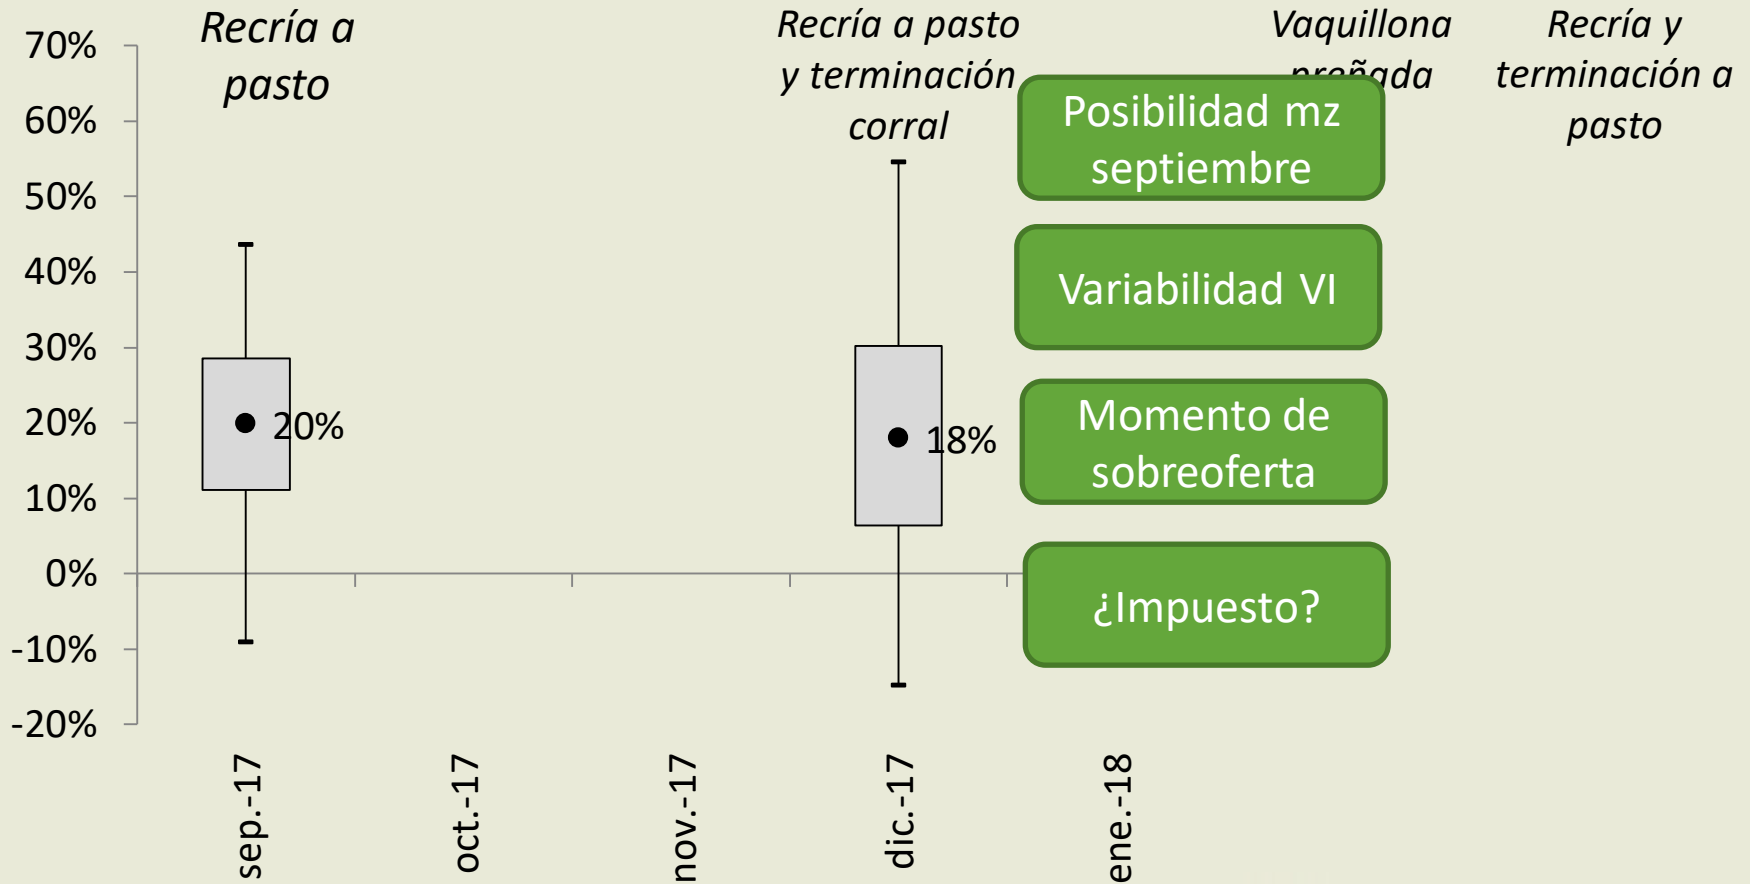 Recría a
pasto
Recría a pasto
y terminación
corral
Vaquillona
preñada
Recría y
terminación a
pasto
70%
60%
50%
40%
30%
20%
10%
0%
-10%
-20%
20%
18%
Posibilidad mz
septiembre
Variabilidad VI
Momento de
sobreoferta
¿Impuesto?
sep.-17
oct.-17
nov.-17
dic.-17
ene.-18